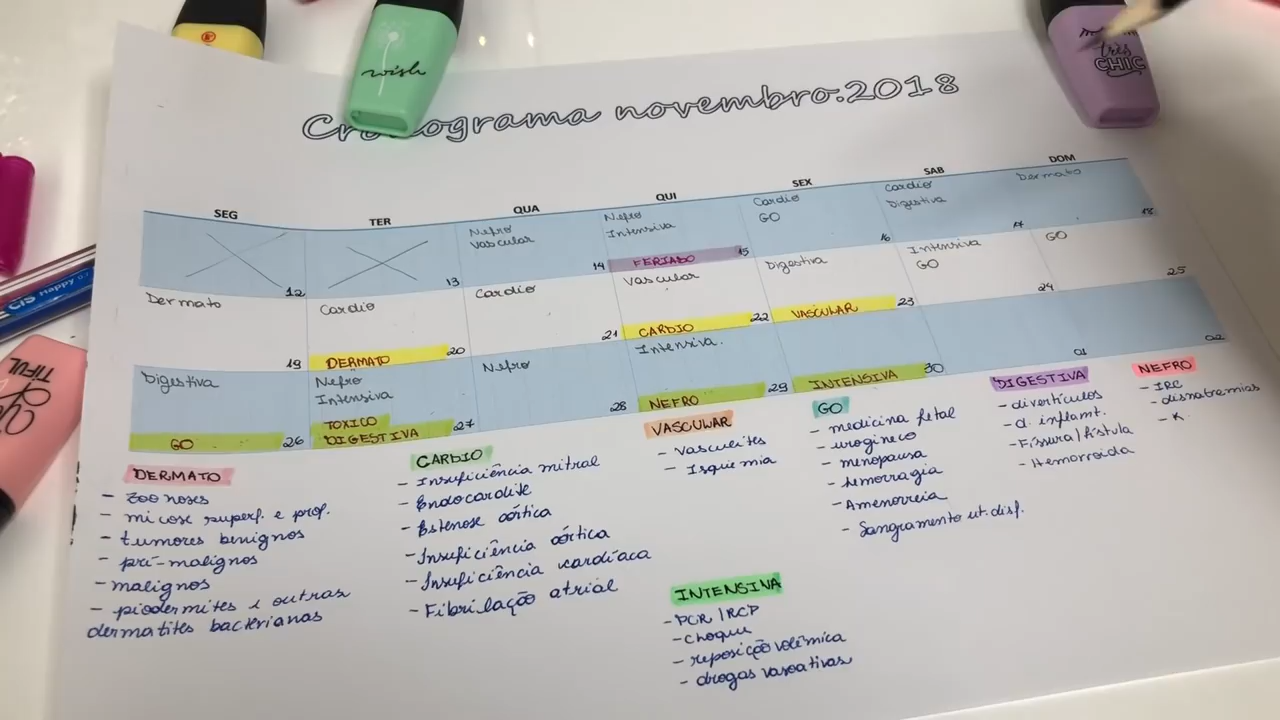 wish
très
CHIC
Cronograma novembro.2018
SEG
TER
QUA
QUI
SEX
SAB
DOM
12
13
Nefro
Vascular
14
Nefro
Intensiva
FERIADO
15
Cardio
GO
16
Cardio
Digestiva
17
Dermato
18
Dermato
19
Cardio
DERMATO
20
Cardio
21
Vascular
CARDIO
22
Digestiva
VASCULAR
23
Intensiva
GO
24
GO
25
Digestiva
GO
26
Nefro
Intensiva
TOXICO
DIGESTIVA
27
Nefro
28
Intensiva.
NEFRO
29
INTENSIVA
30
01
02
DERMATO
- Zoonoses
- micose superf. e prof.
- tumores benignos
- pré-malignos
- malignos
- piodermites e outras
dermatites bacterianas
CARDIO
- Insuficiência mitral
- Endocardite
- Estenose aórtica
- Insuficiência aórtica
- Insuficiência cardíaca
- Fibrilação atrial
VASCULAR
- Vasculites
- Isquemia
GO
- medicina fetal
- urogineco
- menopausa
- hemorragia
- Amenorreia
- Sangramento ut. disf.
DIGESTIVA
- divertículos
- d. inflamt.
- Fissura/fístula
- Hemorroida
NEFRO
- IRC
- disnatremias
- K
INTENSIVA
- PCR/RCP
- choque
- reposição volêmica
- drogas vasoativas
CiS Happy
TIFUL